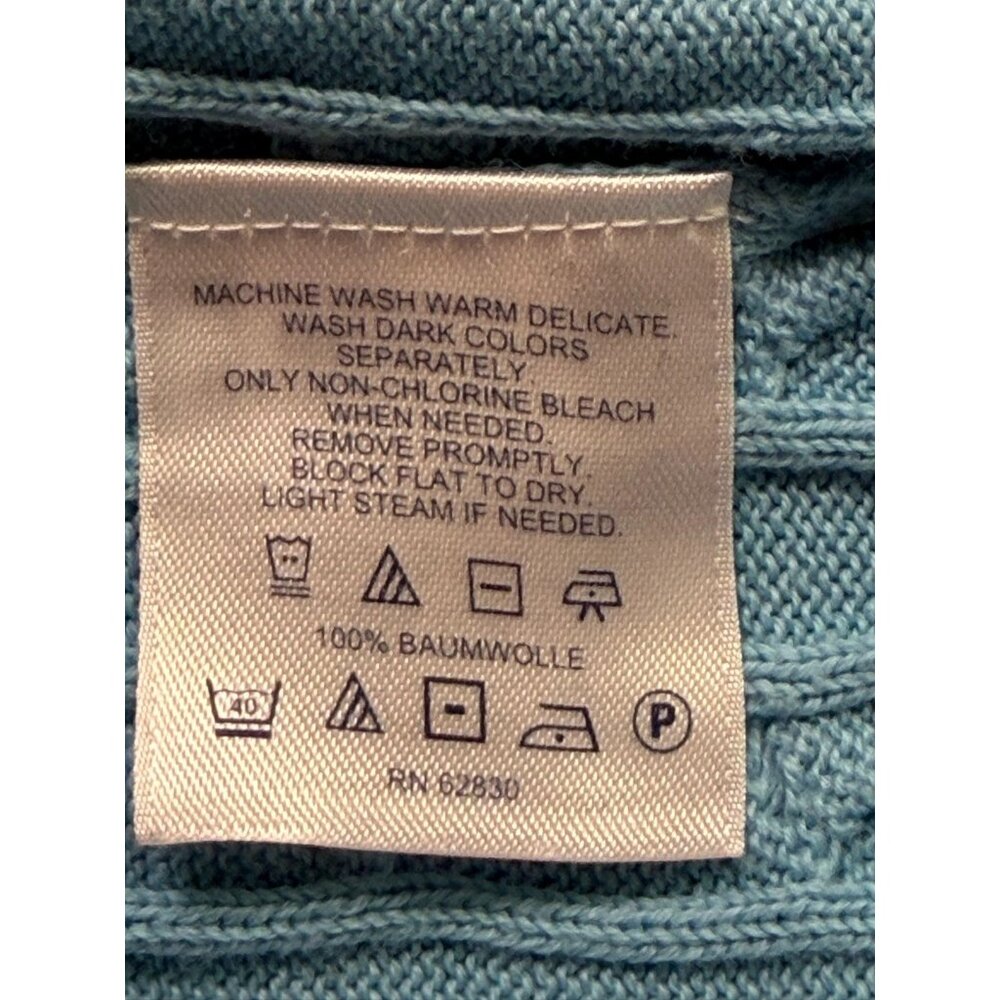 MACHINE WASH WARM DELICATE.
WASH DARK COLORS
SEPARATELY.
ONLY NON-CHLORINE BLEACH
WHEN NEEDED.
REMOVE PROMPTLY.
BLOCK FLAT TO DRY.
LIGHT STEAM IF NEEDED.
100% BAUMWOLLE
40 P
RN 62830